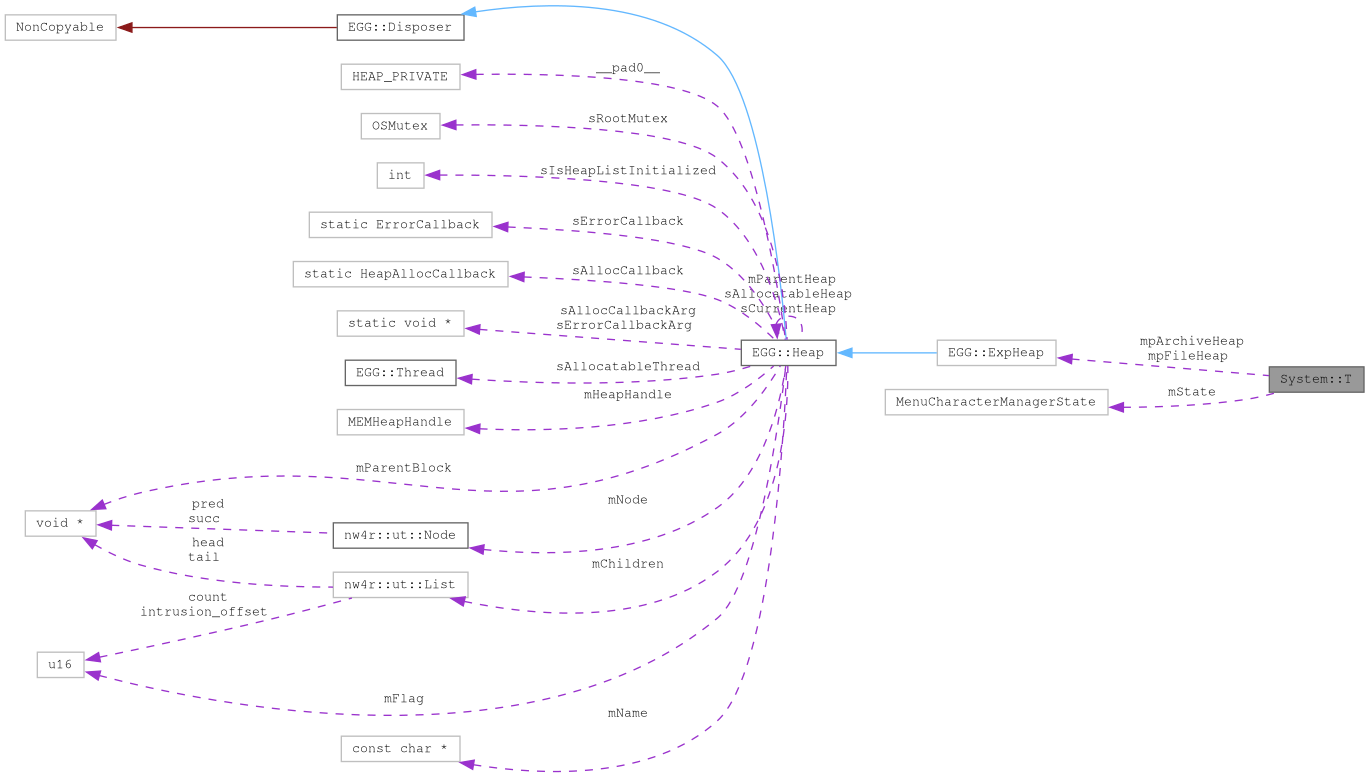 NonCopyable
EGG::Disposer
HEAP_PRIVATE
__pad0__
OSMutex
sRootMutex
int
sIsHeapListInitialized
static ErrorCallback
sErrorCallback
static HeapAllocCallback
sAllocCallback
mParentHeap
sAllocatableHeap
sCurrentHeap
static void *
sAllocCallbackArg
sErrorCallbackArg
EGG::Heap
EGG::ExpHeap
mpArchiveHeap
mpFileHeap
System::T
EGG::Thread
sAllocatableThread
mHeapHandle
MenuCharacterManagerState
mState
MEMHeapHandle
mParentBlock
void *
pred
succ
nw4r::ut::Node
mNode
head
tail
nw4r::ut::List
mChildren
count
intrusion_offset
u16
mFlag
mName
const char *